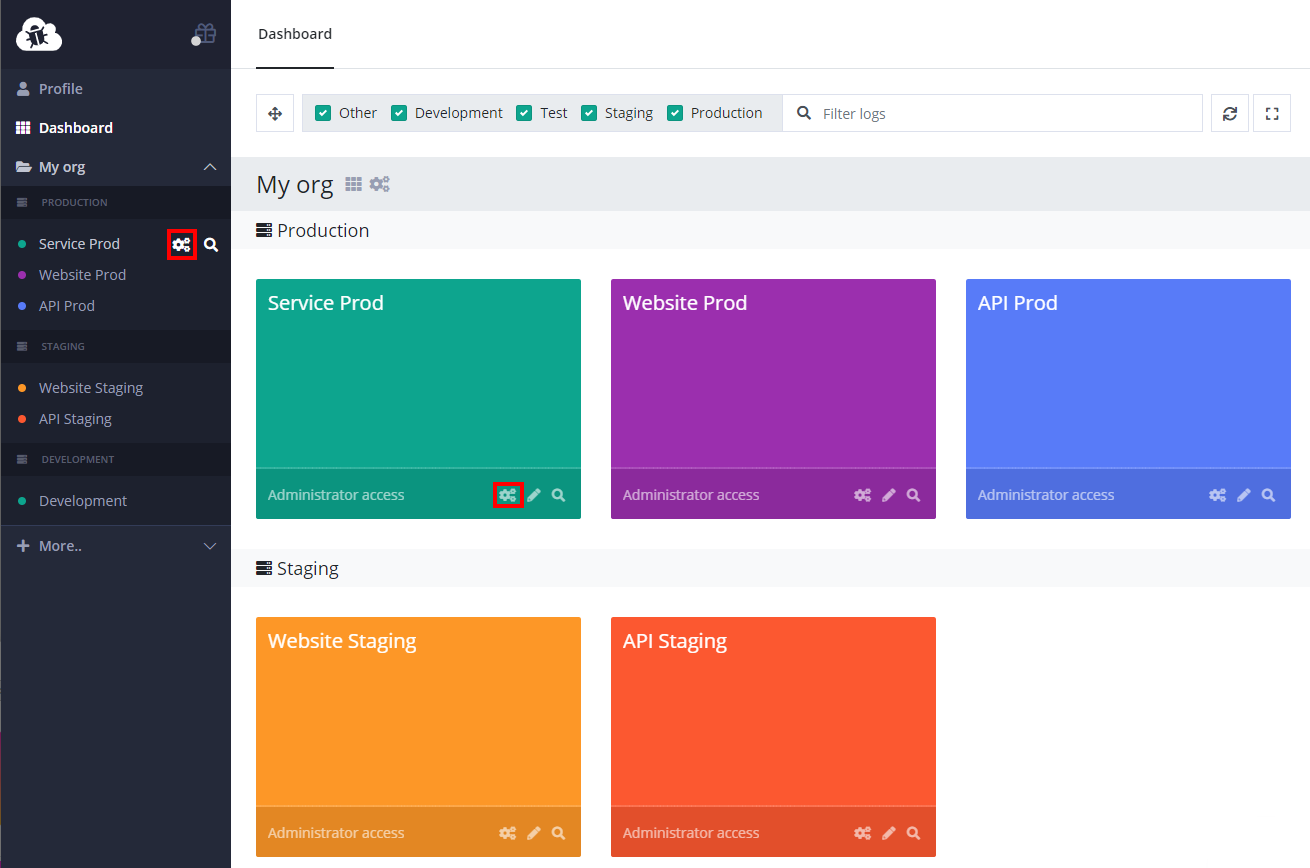 Profile
Dashboard
My org
PRODUCTION
Service Prod
Website Prod
API Prod
STAGING
Website Staging
API Staging
DEVELOPMENT
Development
More..
Dashboard
Other Development Test Staging Production Filter logs
My org
Production
Service Prod
Administrator access
Website Prod
Administrator access
API Prod
Administrator access
Staging
Website Staging
Administrator access
API Staging
Administrator access